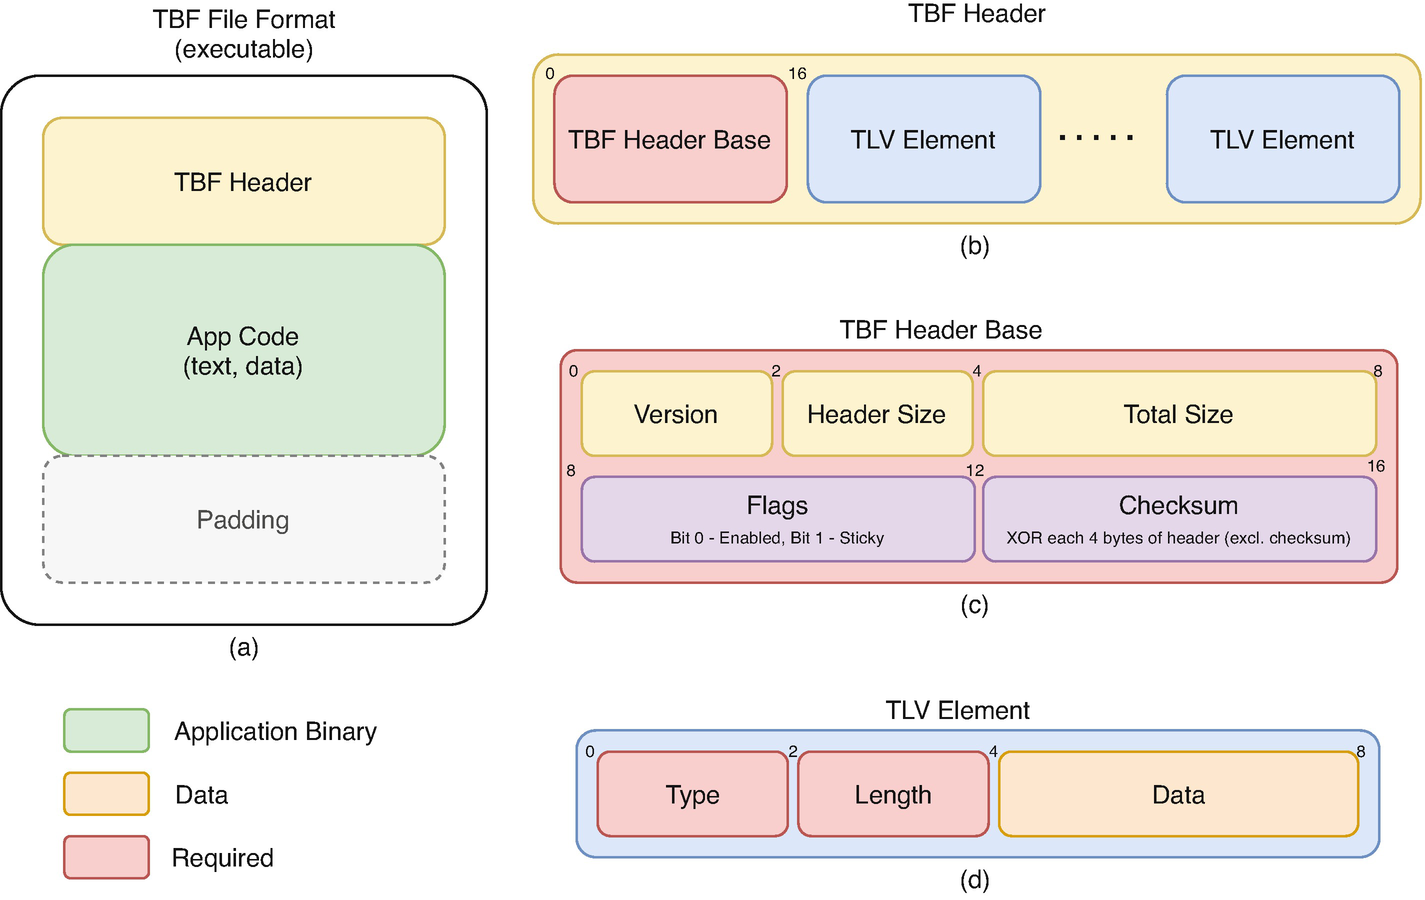 TBF File Format
(executable)
TBF Header
App Code
(text, data)
Padding
(a)
Application Binary
Data
Required
TBF Header
0
16
TBF Header Base
TLV Element
. . . . .
TLV Element
(b)
TBF Header Base
0
2
4
8
Version
Header Size
Total Size
8
12
16
Flags
Bit 0 - Enabled, Bit 1 - Sticky
Checksum
XOR each 4 bytes of header (excl. checksum)
(c)
TLV Element
0
2
4
8
Type
Length
Data
(d)